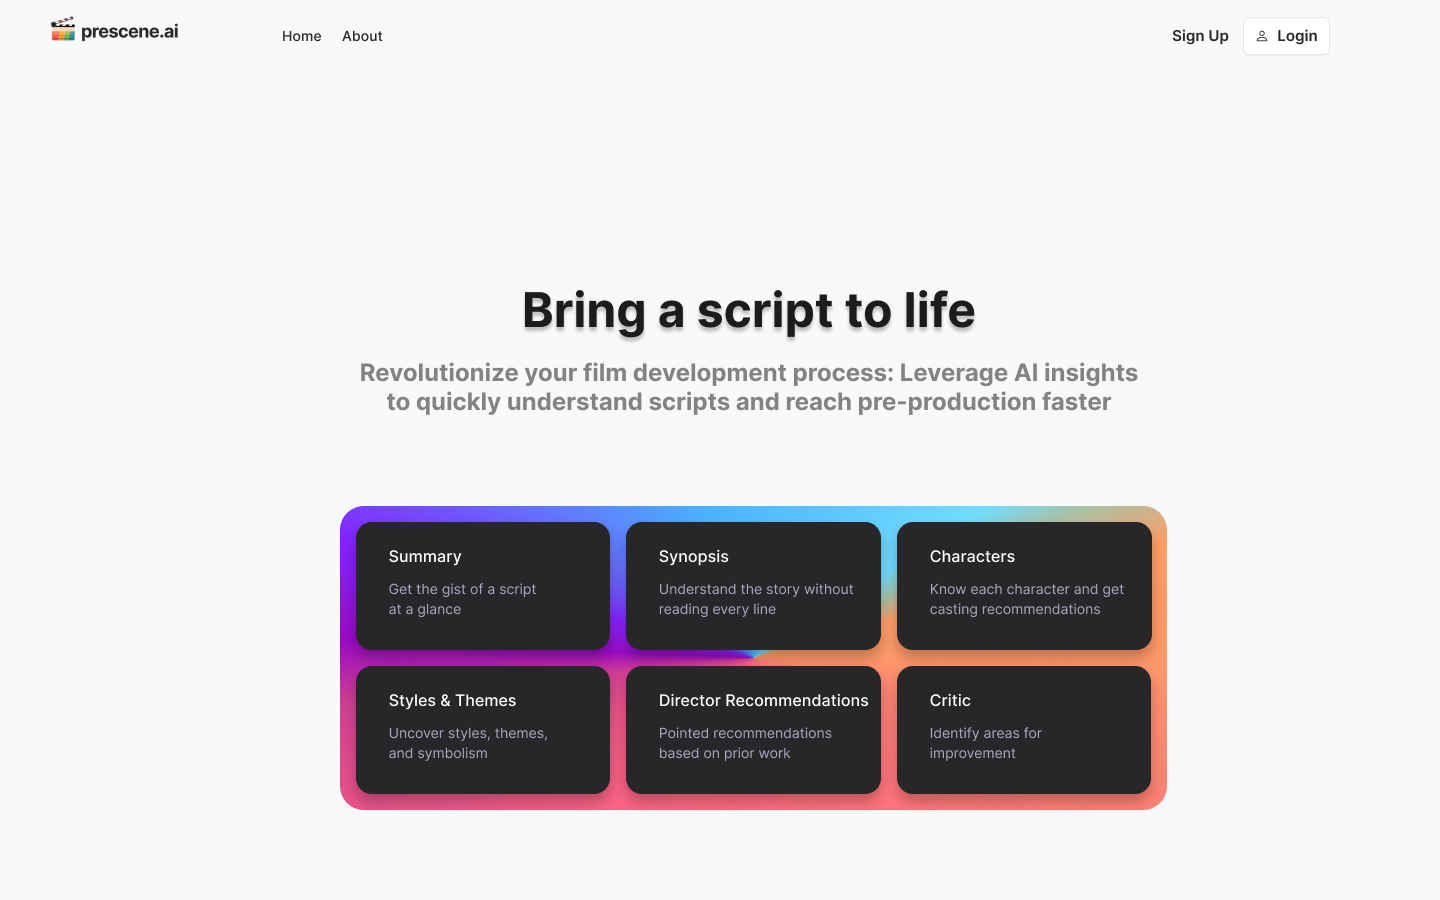 prescene.ai
Home
About
Sign Up
Login
Bring a script to life
Revolutionize your film development process: Leverage AI insights
to quickly understand scripts and reach pre-production faster
Summary
Get the gist of a script
at a glance
Synopsis
Understand the story without
reading every line
Characters
Know each character and get
casting recommendations
Styles & Themes
Uncover styles, themes,
and symbolism
Director Recommendations
Pointed recommendations
based on prior work
Critic
Identify areas for
improvement